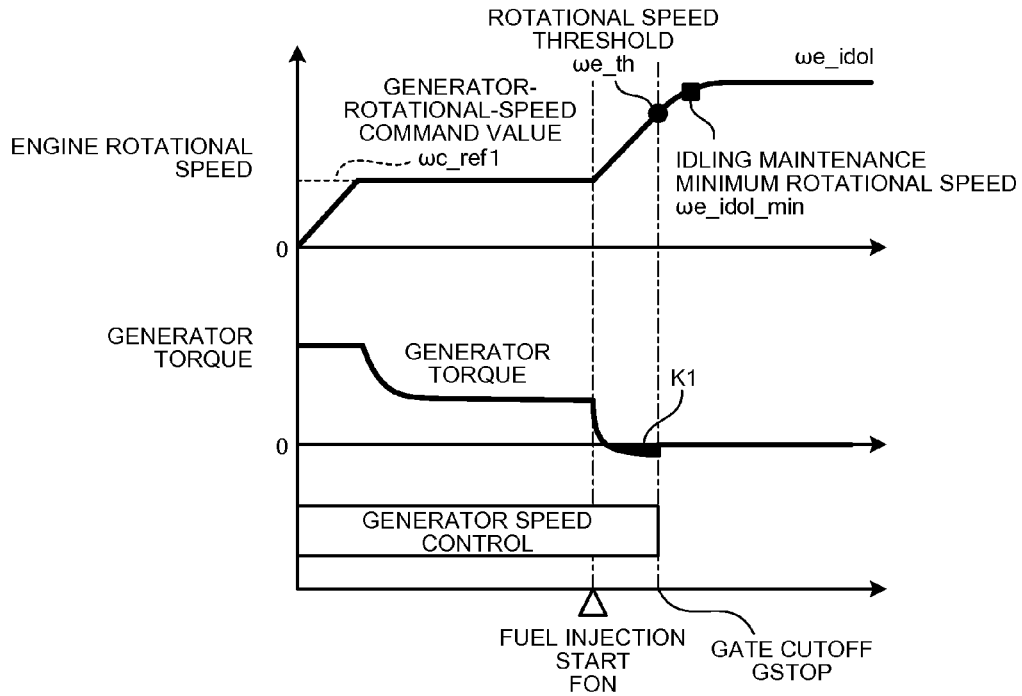 ROTATIONAL SPEED
THRESHOLD
ωe_th
ωe_idol
GENERATOR-
ROTATIONAL-SPEED
COMMAND VALUE
ωc_ref1
ENGINE ROTATIONAL
SPEED
IDLING MAINTENANCE
MINIMUM ROTATIONAL SPEED
ωe_idol_min
0
GENERATOR
TORQUE
GENERATOR
TORQUE
K1
0
GENERATOR SPEED
CONTROL
FUEL INJECTION
START
FON
GATE CUTOFF
GSTOP